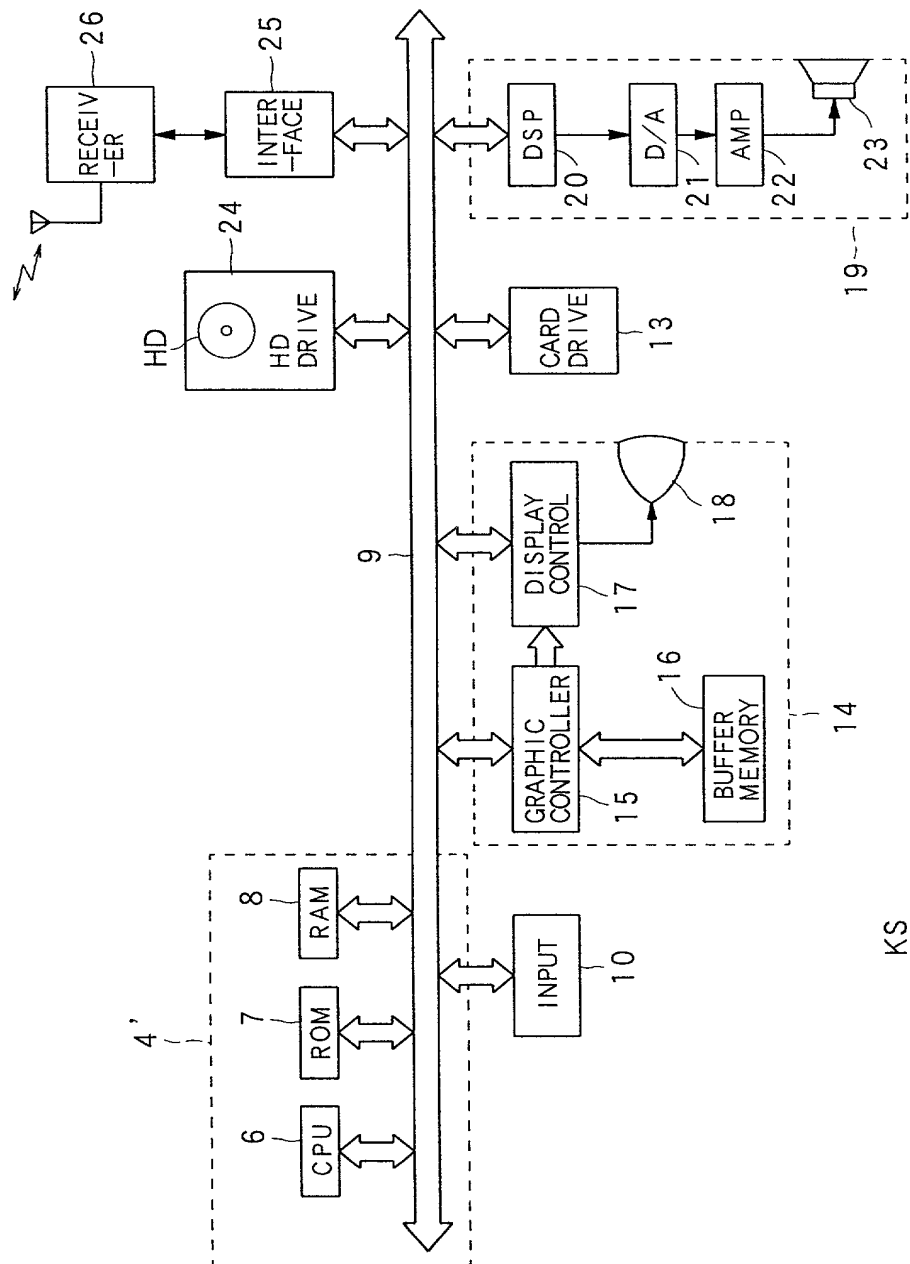 4'
6
CPU
7
ROM
8
RAM
9
HD
24
HD
DRIVE
26
RECEIV
-ER
25
INTER
-FACE
INPUT
10
GRAPHIC
CONTROLLER
15
16
BUFFER
MEMORY
DISPLAY
CONTROL
17
18
14
CARD
DRIVE
13
DSP
20
D/A
21
AMP
22
23
19
KS